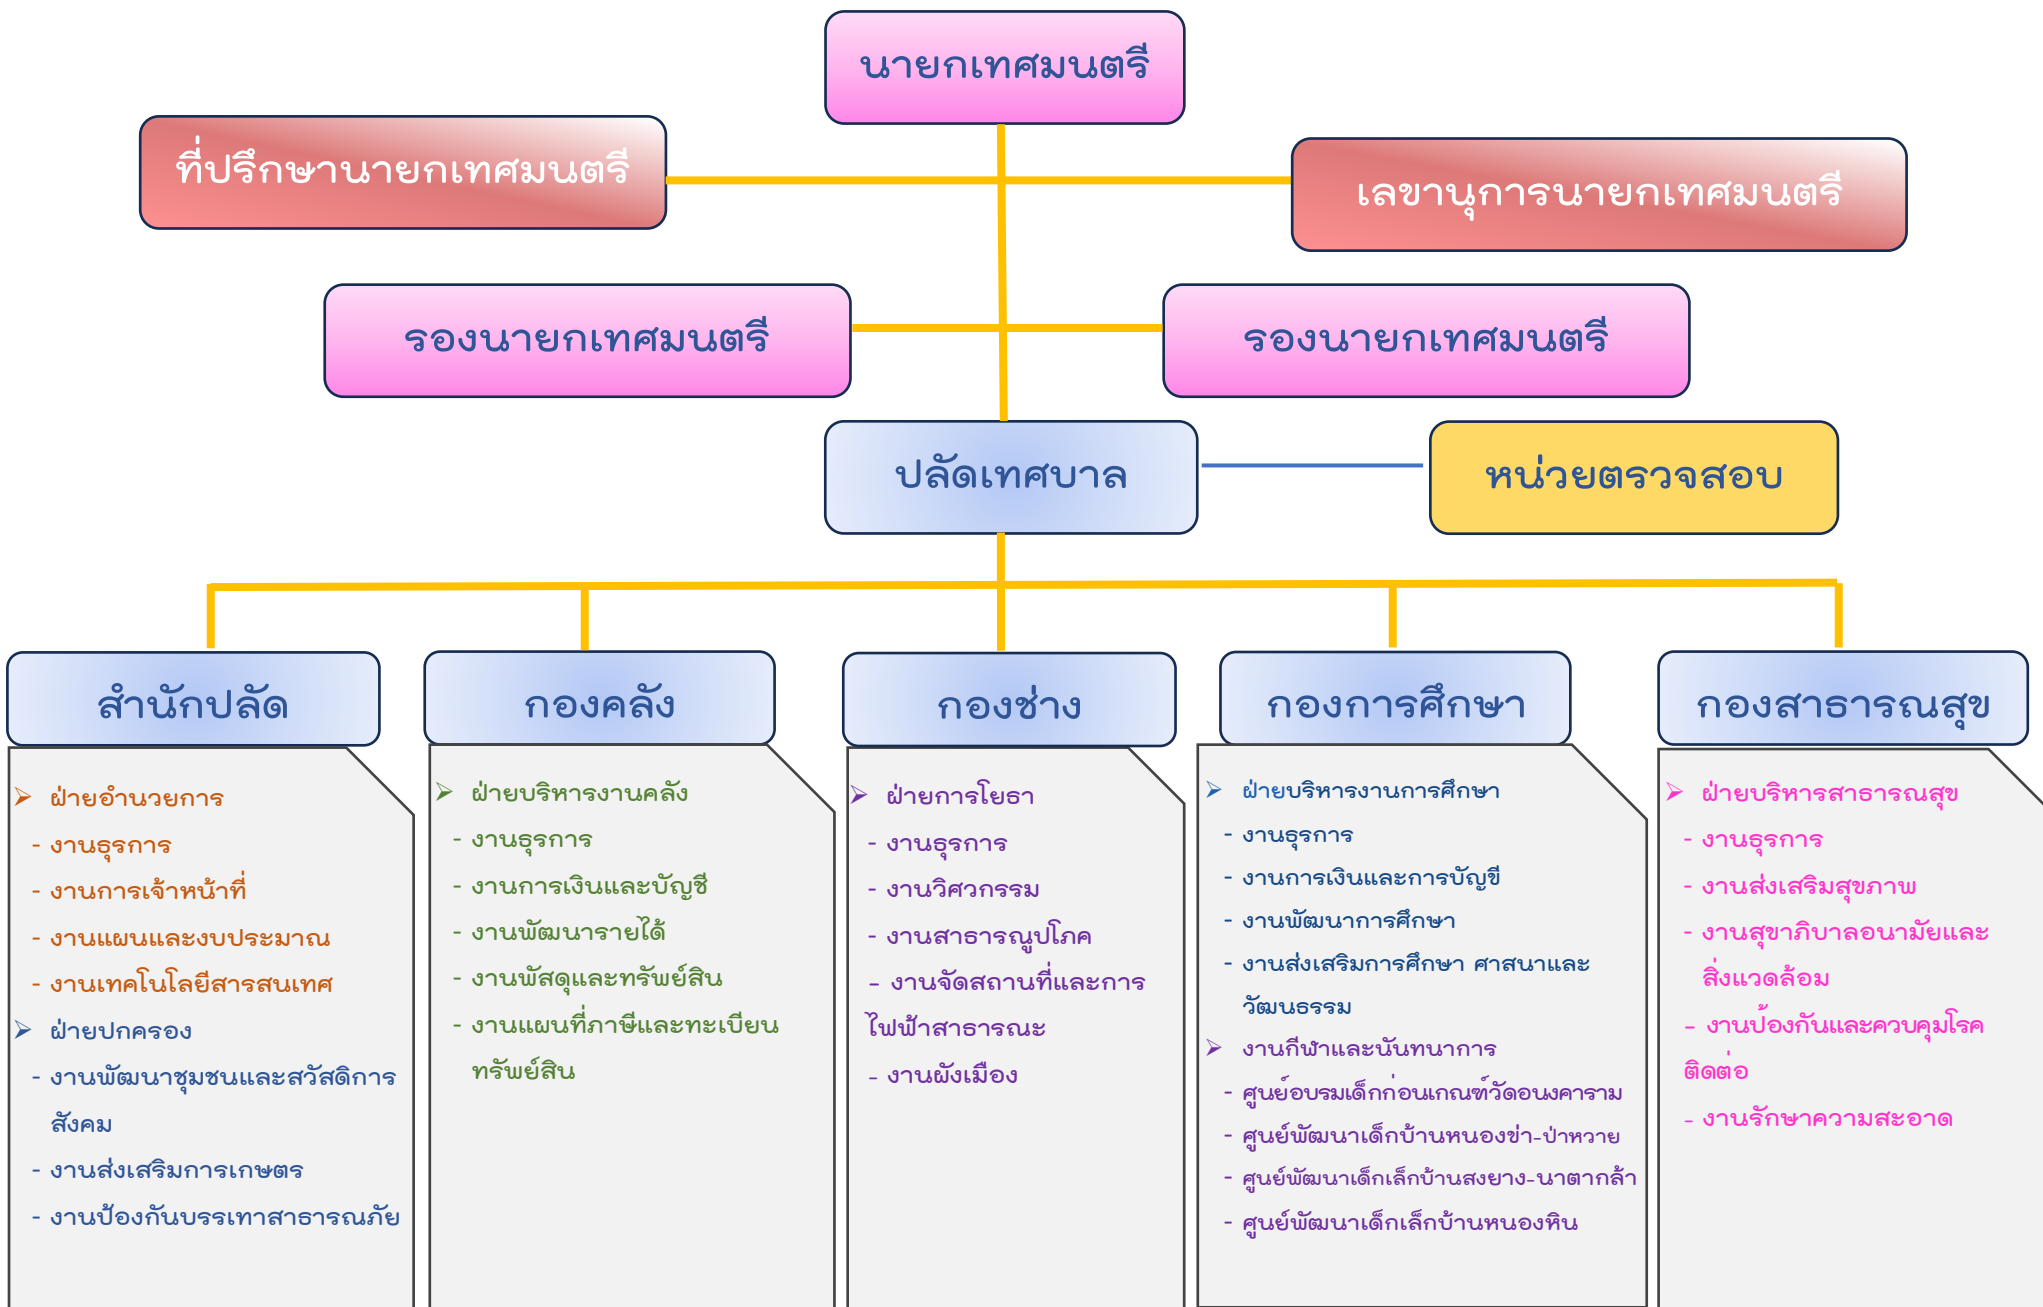 นายกเทศมนตรี
ที่ปรึกษานายกเทศมนตรี
เลขานุการนายกเทศมนตรี
รองนายกเทศมนตรี
รองนายกเทศมนตรี
ปลัดเทศบาล
หน่วยตรวจสอบ
สำนักปลัด
➢ ฝ่ายอำนวยการ
- งานธุรการ
- งานการเจ้าหน้าที่
- งานแผนและงบประมาณ
- งานเทคโนโลยีสารสนเทศ
➢ ฝ่ายปกครอง
- งานพัฒนาชุมชนและสวัสดิการ
สังคม
- งานส่งเสริมการเกษตร
- งานป้องกันบรรเทาสาธารณภัย
กองคลัง
➢ ฝ่ายบริหารงานคลัง
- งานธุรการ
- งานการเงินและบัญชี
- งานพัฒนารายได้
- งานพัสดุและทรัพย์สิน
- งานแผนที่ภาษีและทะเบียน
ทรัพย์สิน
กองช่าง
➢ ฝ่ายการโยธา
- งานธุรการ
- งานวิศวกรรม
- งานสาธารณูปโภค
- งานจัดสถานที่และการ
ไฟฟ้าสาธารณะ
- งานผังเมือง
กองการศึกษา
➢ ฝ่ายบริหารงานการศึกษา
- งานธุรการ
- งานการเงินและการบัญชี
- งานพัฒนาการศึกษา
- งานส่งเสริมการศึกษา ศาสนาและ
วัฒนธรรม
➢ งานกีฬาและนันทนาการ
- ศูนย์อบรมเด็กก่อนเกณฑ์วัดอนงคาราม
- ศูนย์พัฒนาเด็กบ้านหนองข่า-ป่าหวาย
- ศูนย์พัฒนาเด็กเล็กบ้านสงยาง-นาตากล้า
- ศูนย์พัฒนาเด็กเล็กบ้านหนองหิน
กองสาธารณสุข
➢ ฝ่ายบริหารสาธารณสุข
- งานธุรการ
- งานส่งเสริมสุขภาพ
- งานสุขาภิบาลอนามัยและ
สิ่งแวดล้อม
- งานป้องกันและควบคุมโรค
ติดต่อ
- งานรักษาความสะอาด